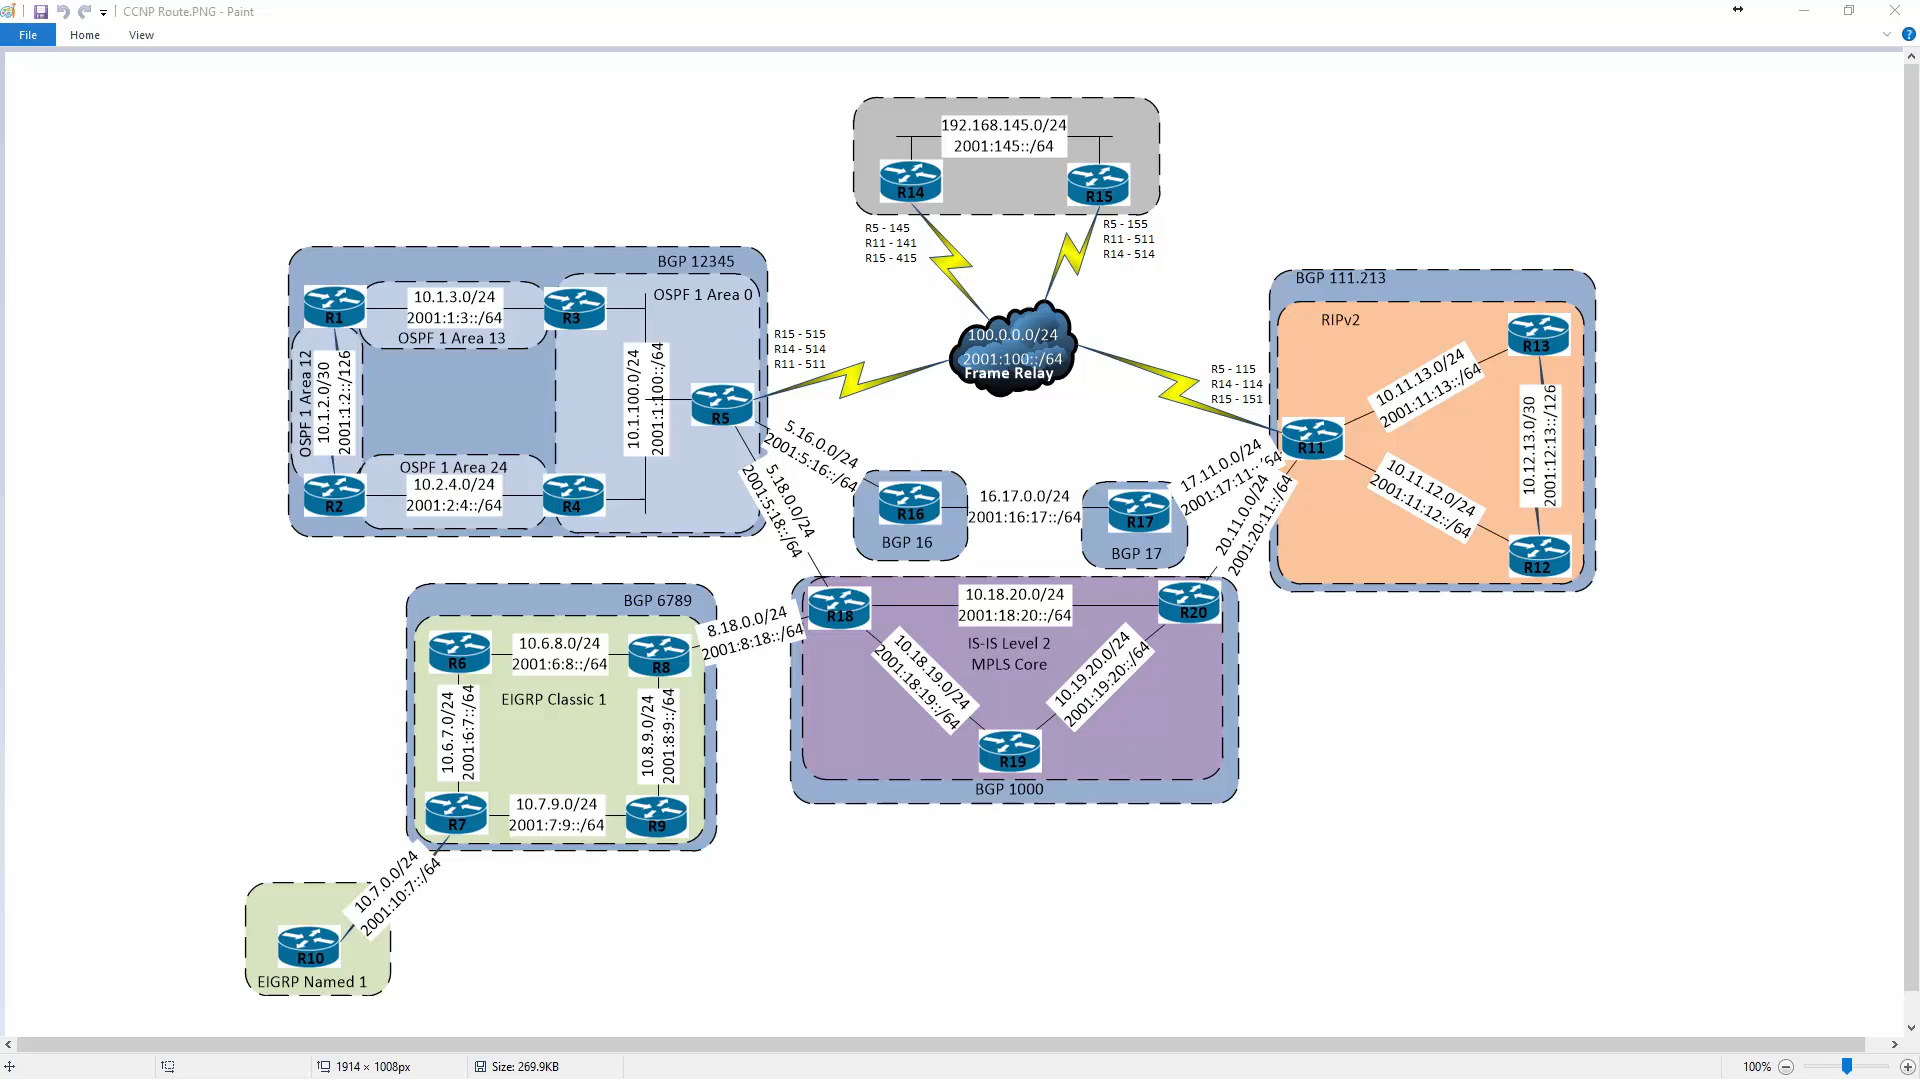 CCNP Route.PNG - Paint
File
Home
View
192.168.145.0/24
2001:145::/64
R14
R15
R5 - 145
R11 - 141
R15 - 415
R5 - 155
R11 - 511
R14 - 514
BGP 12345
OSPF 1 Area 0
R1
10.1.3.0/24
2001:1:3::/64
R3
OSPF 1 Area 13
OSPF 1 Area 12
10.1.2.0/30
2001:1:2::/126
10.1.100.0/24
2001:1:100::/64
R5
OSPF 1 Area 24
R2
10.2.4.0/24
2001:2:4::/64
R4
R15 - 515
R14 - 514
R11 - 511
100.0.0.0/24
2001:100::/64
Frame Relay
R5 - 115
R14 - 114
R15 - 151
BGP 111.213
RIPv2
R13
10.11.13.0/24
2001:11:13::/64
R11
10.12.13.0/30
2001:12:13::/126
10.11.12.0/24
2001:11:12::/64
R12
5.16.0.0/24
2001:5:16::/64
5.18.0.0/24
2001:5:18::/64
R16
BGP 16
16.17.0.0/24
2001:16:17::/64
R17
BGP 17
17.11.0.0/24
2001:17:11::/64
20.11.0.0/24
2001:20:11::/64
BGP 6789
R6
10.6.8.0/24
2001:6:8::/64
R8
8.18.0.0/24
2001:8:18::/64
EIGRP Classic 1
10.6.7.0/24
2001:6:7::/64
10.8.9.0/24
2001:8:9::/64
R7
10.7.9.0/24
2001:7:9::/64
R9
R18
10.18.20.0/24
2001:18:20::/64
R20
IS-IS Level 2
MPLS Core
10.18.19.0/24
2001:18:19::/64
10.19.20.0/24
2001:19:20::/64
R19
BGP 1000
10.7.0.0/24
2001:10:7::/64
R10
EIGRP Named 1
1914 × 1008px
Size: 269.9KB
100%